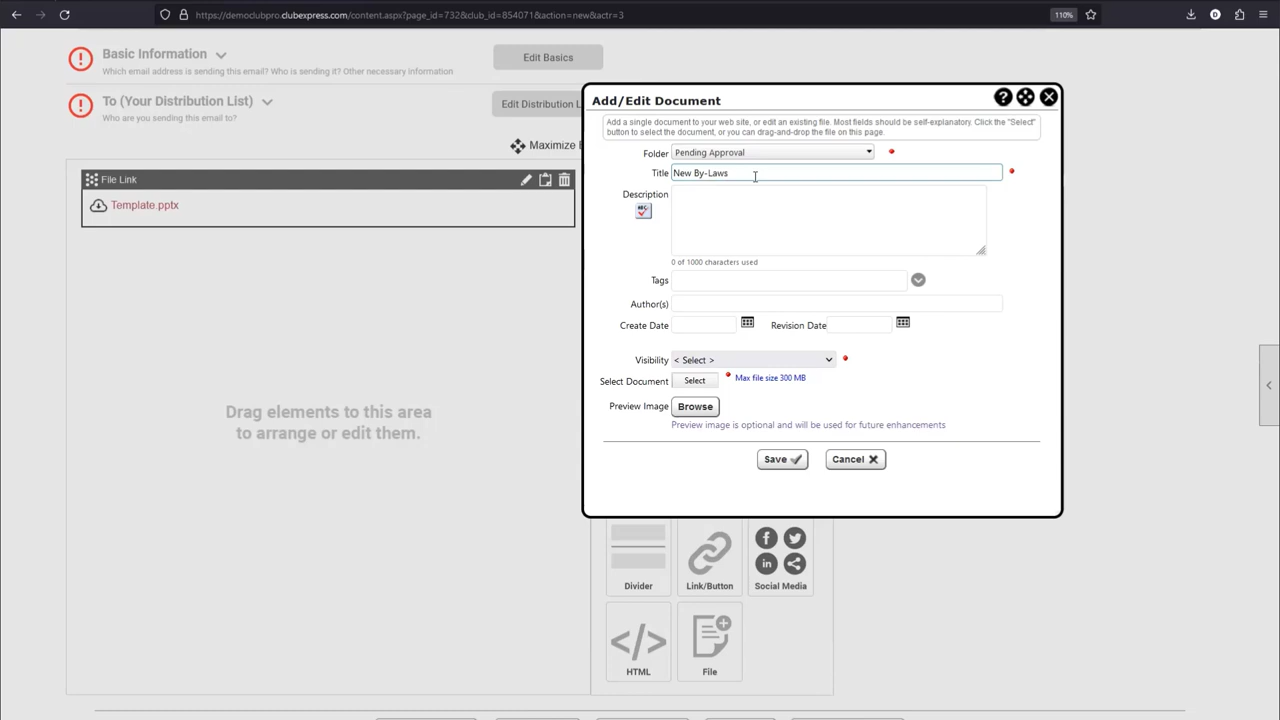 https://democlubpro.clubexpress.com/content.aspx?page_id=732&club_id=854071&action=new&actr=3
110%
Basic Information
Which email address is sending this email? Who is sending it? Other necessary information
Edit Basics
To (Your Distribution List)
Who are you sending this email to?
Edit Distribution L
Maximize
File Link
Template.pptx
Drag elements to this area
to arrange or edit them.
Add/Edit Document
Add a single document to your web site, or edit an existing file. Most fields should be self-explanatory. Click the "Select"
button to select the document, or you can drag-and-drop the file on this page.
Folder
Pending Approval
Title
New By-Laws
Description
ABC
0 of 1000 characters used
Tags
Author(s)
Create Date
Revision Date
Visibility
< Select >
Select Document
Select
Max file size 300 MB
Preview Image
Browse
Preview image is optional and will be used for future enhancements
Save
Cancel
Divider
Link/Button
Social Media
HTML
File